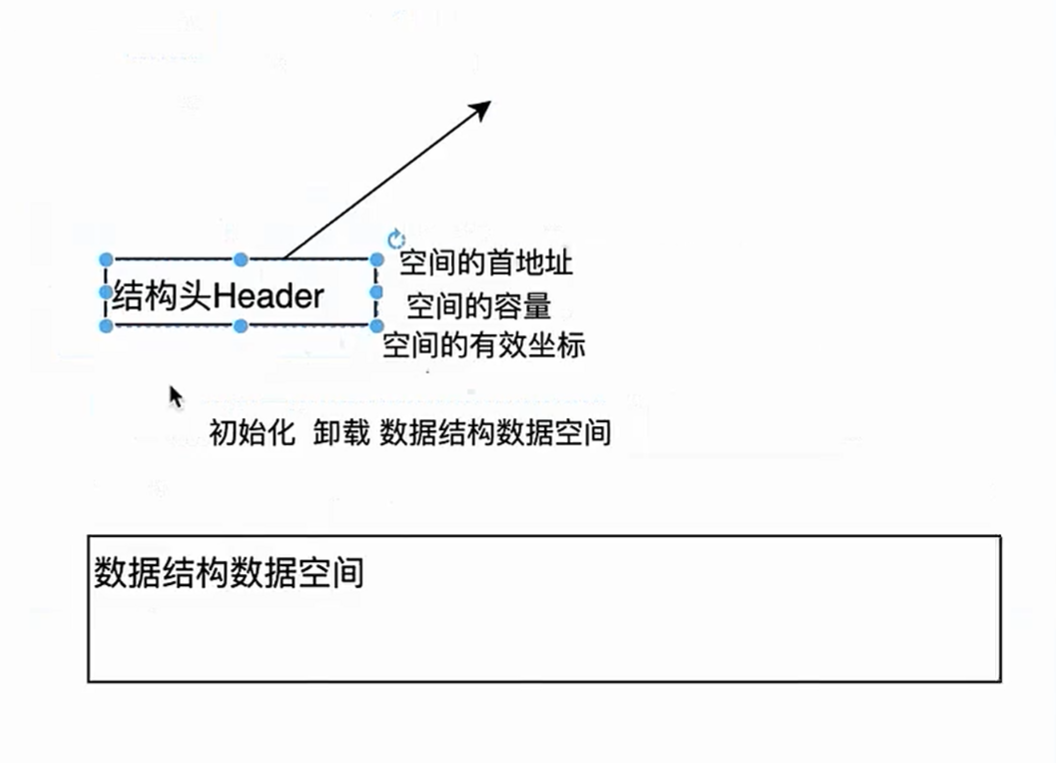 空间的首地址
结构头Header
空间的容量
空间的有效坐标
初始化 卸载 数据结构数据空间
数据结构数据空间